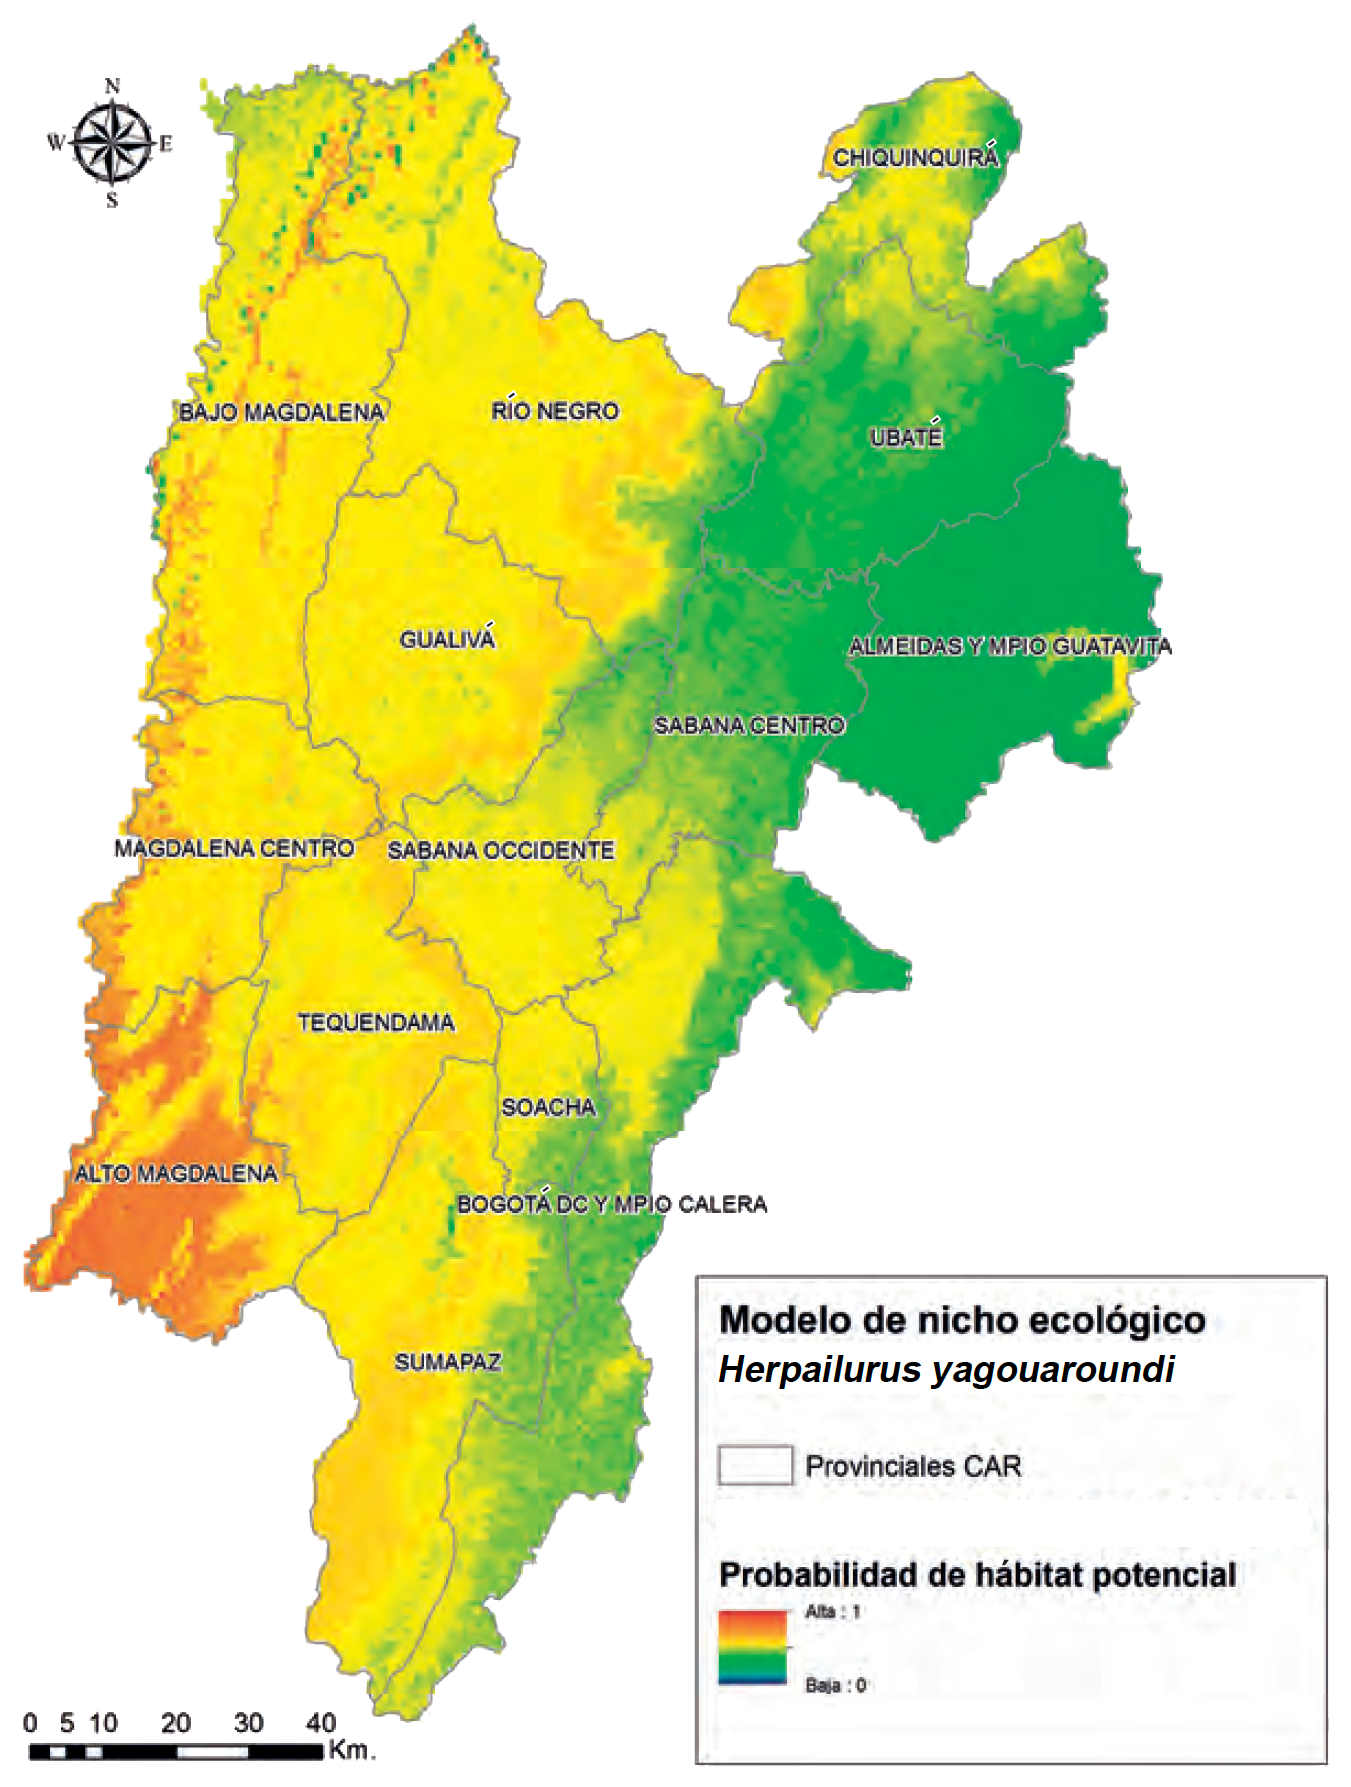 N
W E
S
CHIQUINQUIRÁ
BAJO MAGDALENA
RÍO NEGRO
UBATÉ
GUALIVÁ
ALMEIDAS Y MPIO GUATAVITA
SABANA CENTRO
MAGDALENA CENTRO
SABANA OCCIDENTE
TEQUENDAMA
SOACHA
ALTO MAGDALENA
BOGOTÁ DC Y MPIO CALERA
SUMAPAZ
Modelo de nicho ecológico
Herpailurus yagouaroundi
Provinciales CAR
Probabilidad de hábitat potencial
Alta : 1
Baja : 0
0 5 10 20 30 40
Km.